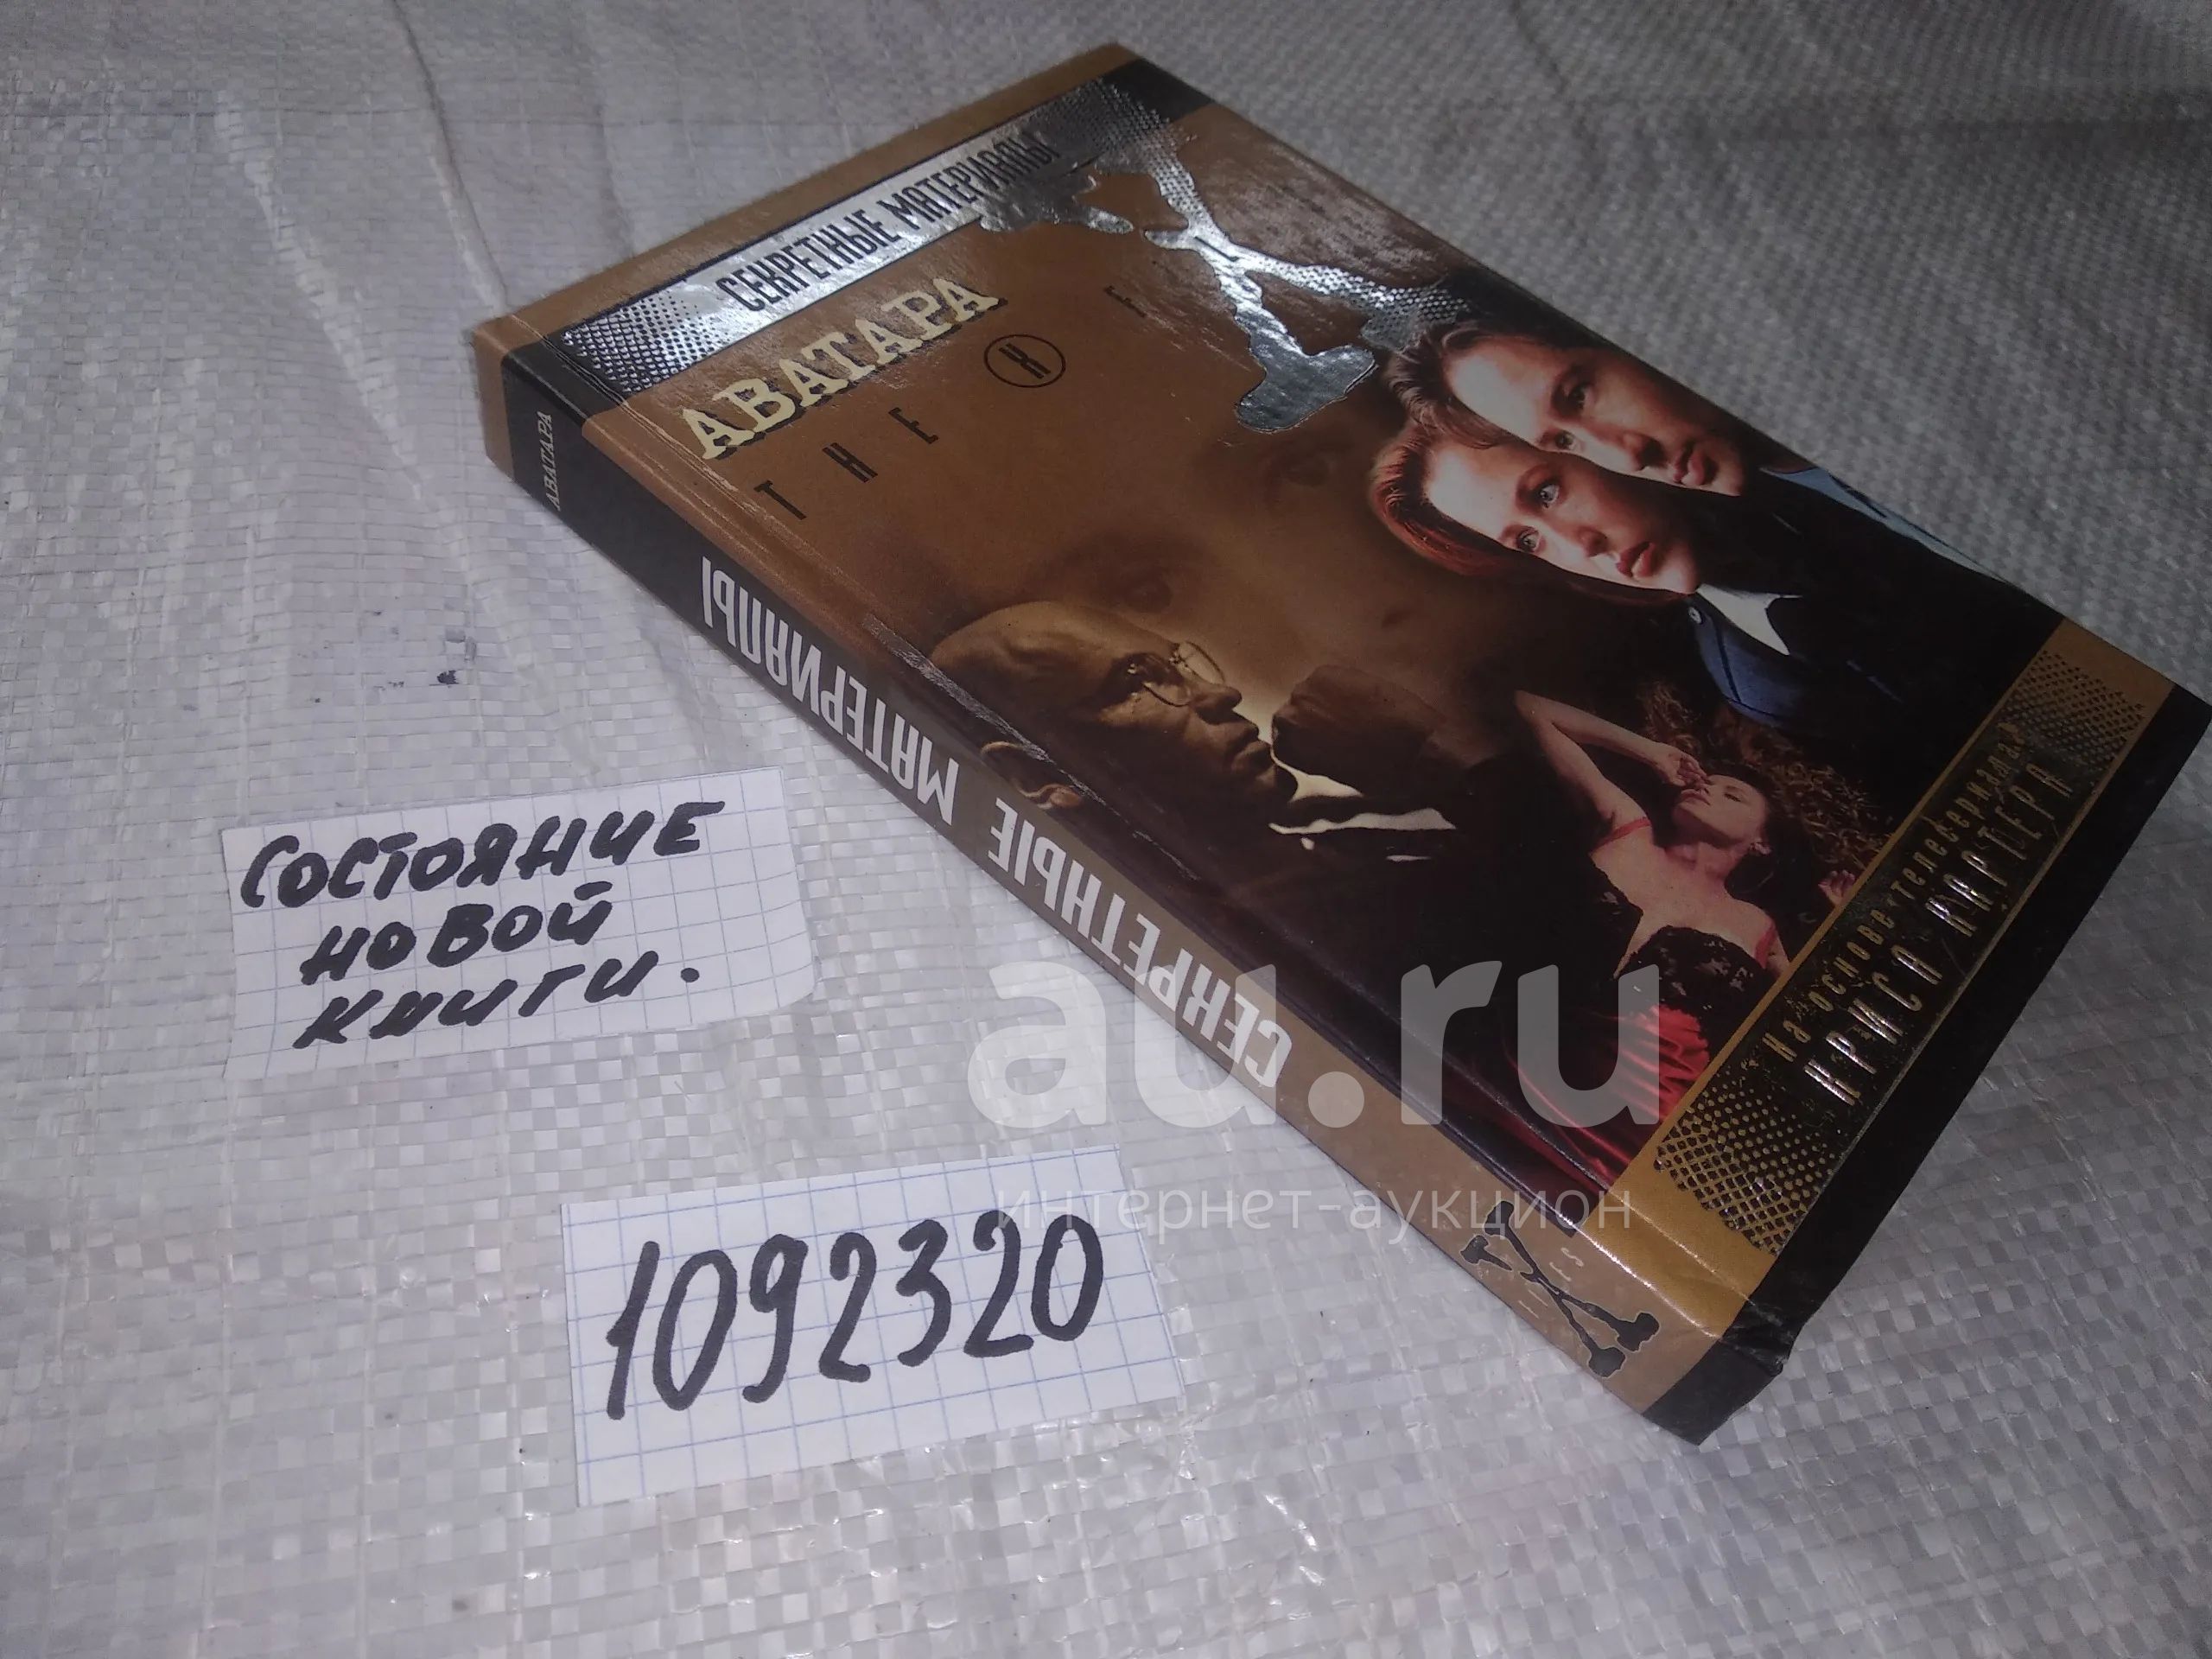 СЕКРЕТНЫЕ МАТЕРИАЛЫ
АВАТАРА
THE X FILES
на основе телесериала
КРИСА КАРТЕРА
АВАТАРА
СЕКРЕТНЫЕ МАТЕРИАЛЫ
СОСТОЯНИЕ
НОВОЙ
КНИГИ.
1092320
au.ru
интернет-аукцион